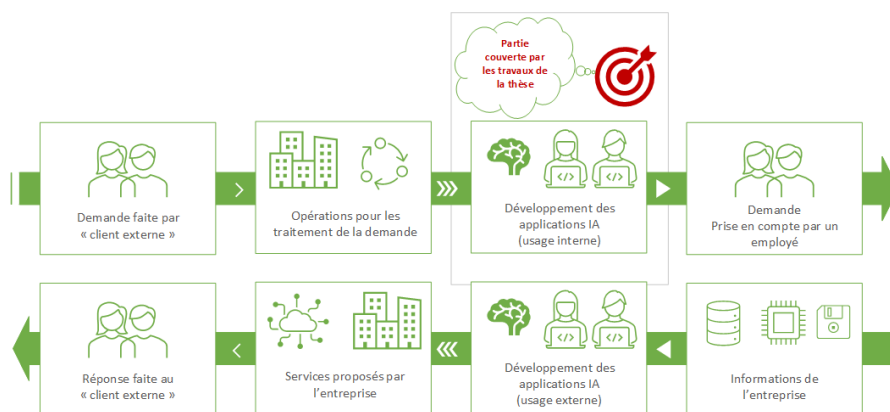 Partie
couverte par
les travaux de
la thèse
Demande faite par
« client externe »
Opérations pour les
traitement de la demande
Développement des
applications IA
(usage interne)
Demande
Prise en compte par un
employé
Réponse faite au
« client externe »
Services proposés par
l'entreprise
Développement des
applications IA
(usage externe)
Informations de
l'entreprise